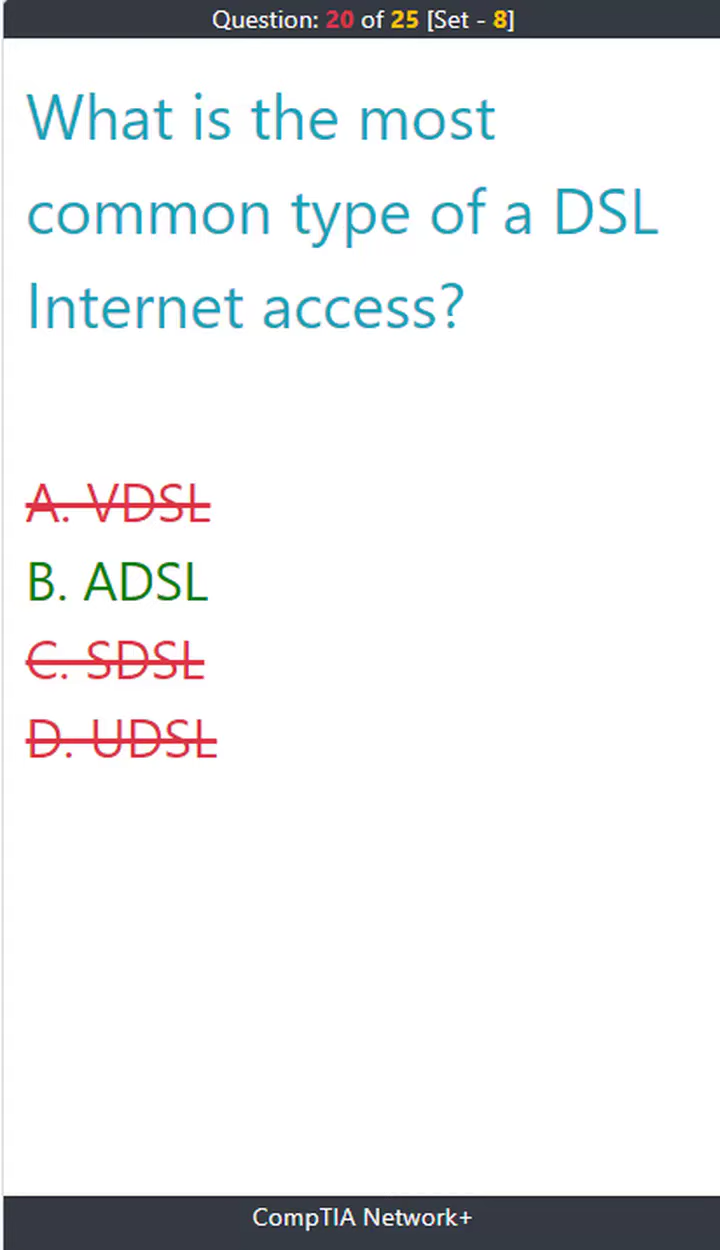 Question: 20 of 25 [Set - 8]
What is the most
common type of a DSL
Internet access?
A. VDSL
B. ADSL
C. SDSL
D. UDSL
CompTIA Network+